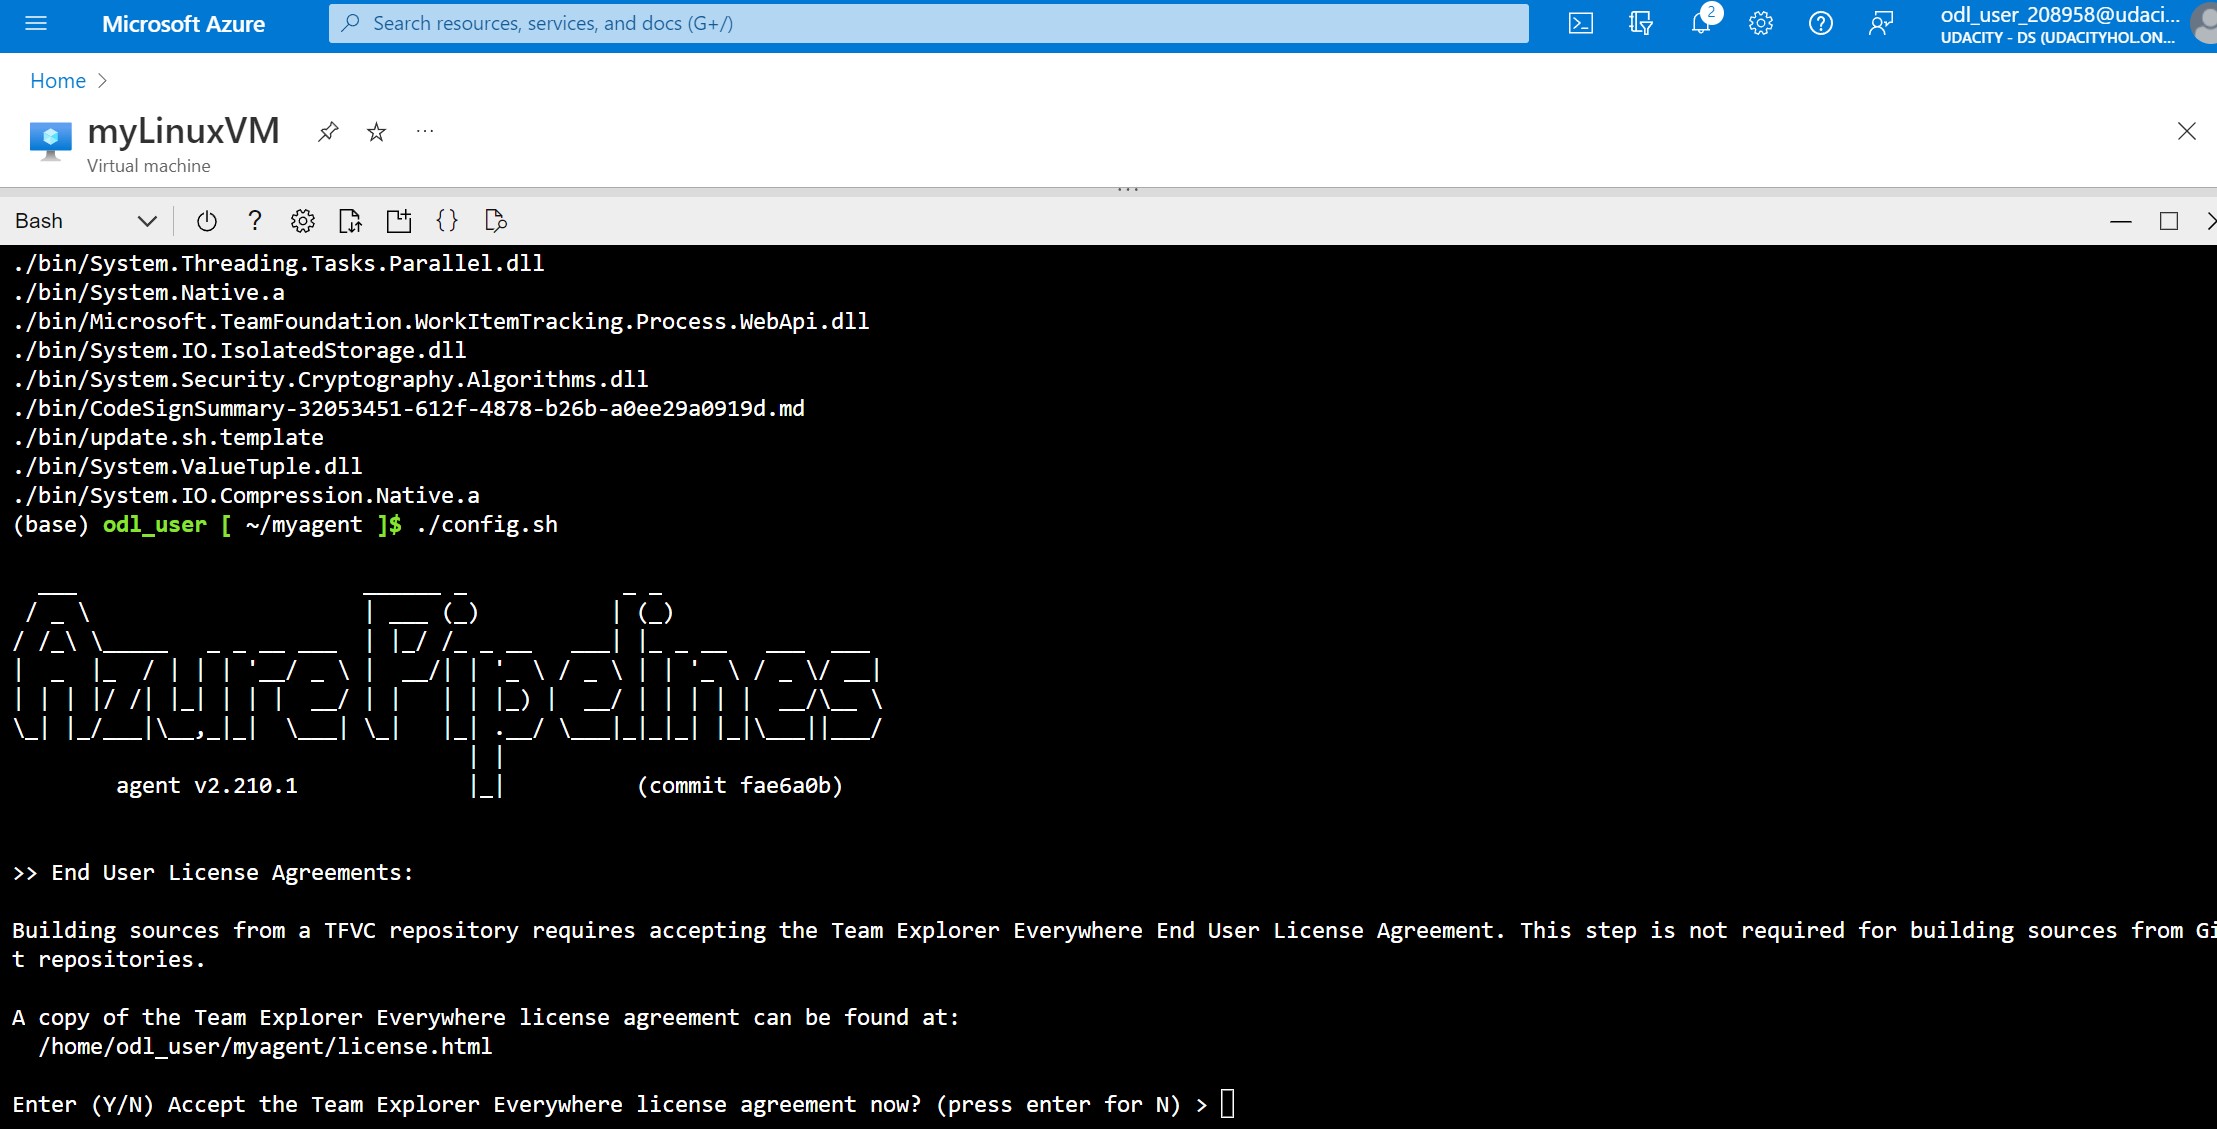 Microsoft Azure
Search resources, services, and docs (G+/)
2
odl_user_208958@udaci...
UDACITY - DS (UDACITYHOL.ON...
Home >
myLinuxVM
Virtual machine
Bash
./bin/System.Threading.Tasks.Parallel.dll
./bin/System.Native.a
./bin/Microsoft.TeamFoundation.WorkItemTracking.Process.WebApi.dll
./bin/System.IO.IsolatedStorage.dll
./bin/System.Security.Cryptography.Algorithms.dll
./bin/CodeSignSummary-32053451-612f-4878-b26b-a0ee29a0919d.md
./bin/update.sh.template
./bin/System.ValueTuple.dll
./bin/System.IO.Compression.Native.a
(base) odl_user [ ~/myagent ]$ ./config.sh
Azure Pipelines
agent v2.210.1 (commit fae6a0b)
>> End User License Agreements:
Building sources from a TFVC repository requires accepting the Team Explorer Everywhere End User License Agreement. This step is not required for building sources from Gi
t repositories.
A copy of the Team Explorer Everywhere license agreement can be found at:
/home/odl_user/myagent/license.html
Enter (Y/N) Accept the Team Explorer Everywhere license agreement now? (press enter for N) >